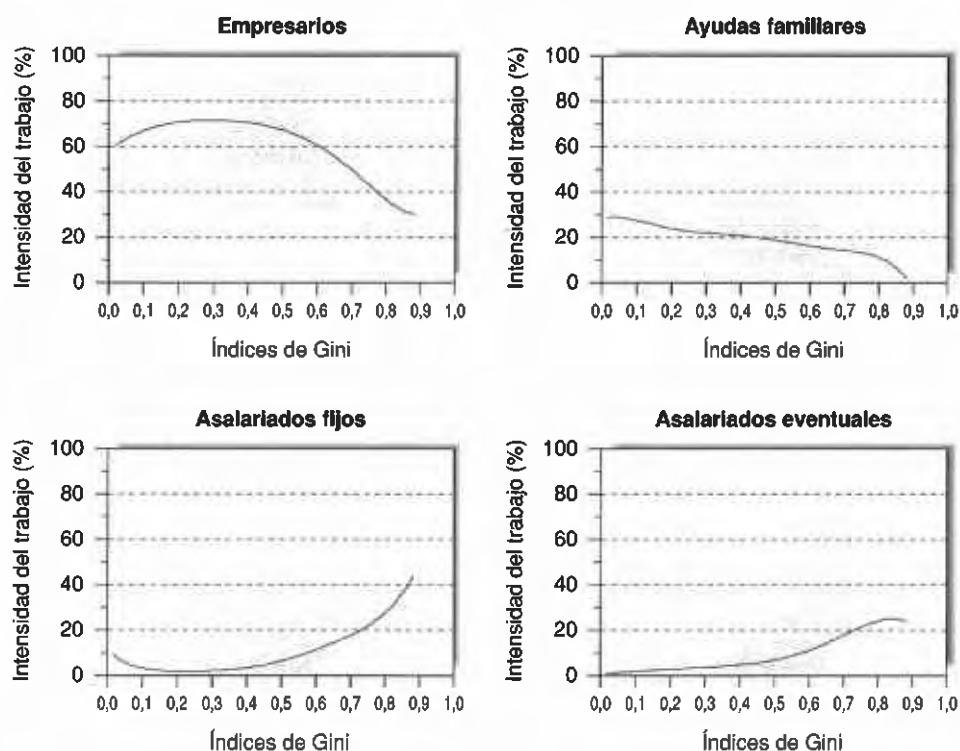 Empresarios
Intensidad del trabajo (%)
100
80
60
40
20
0
0,0 0,1 0,2 0,3 0,4 0,5 0,6 0,7 0,8 0,9 1,0
Índices de Gini
Ayudas familiares
Intensidad del trabajo (%)
100
80
60
40
20
0
0,0 0,1 0,2 0,3 0,4 0,5 0,6 0,7 0,8 0,9 1,0
Índices de Gini
Asalariados fijos
Intensidad del trabajo (%)
100
80
60
40
20
0
0,0 0,1 0,2 0,3 0,4 0,5 0,6 0,7 0,8 0,9 1,0
Índices de Gini
Asalariados eventuales
Intensidad del trabajo (%)
100
80
60
40
20
0
0,0 0,1 0,2 0,3 0,4 0,5 0,6 0,7 0,8 0,9 1,0
Índices de Gini